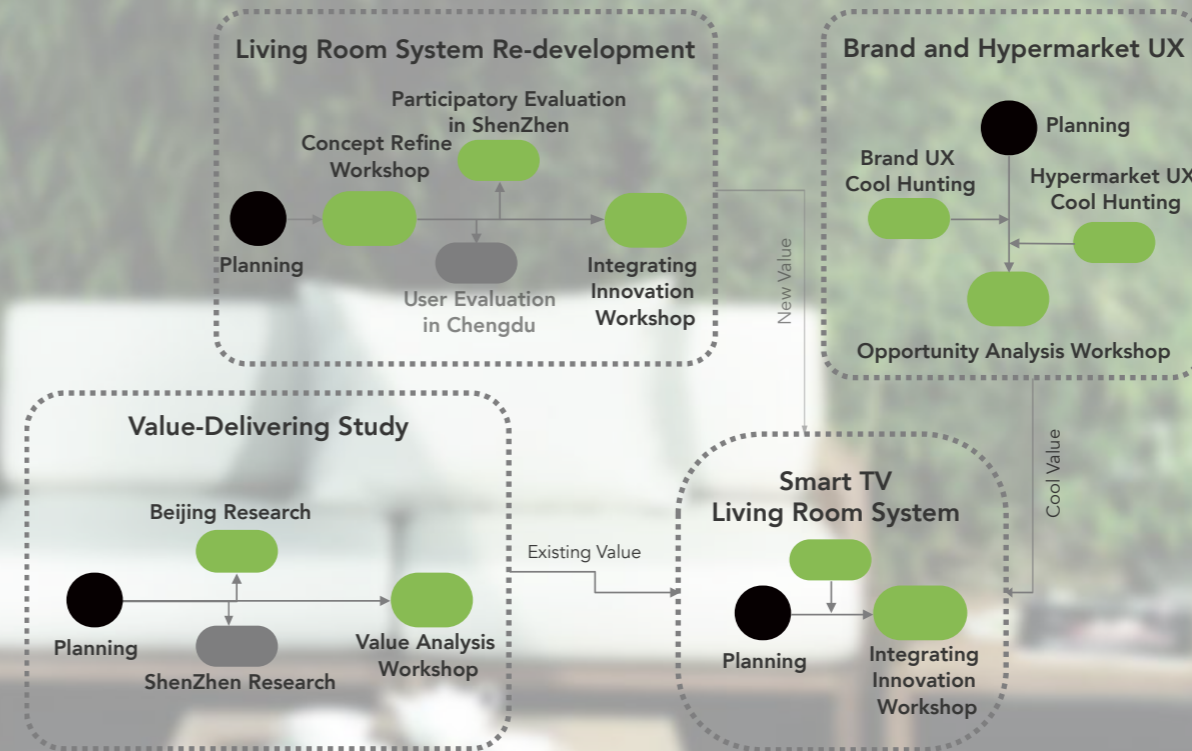 Living Room System Re-development
Participatory Evaluation
in ShenZhen
Concept Refine
Workshop
Planning
User Evaluation
in Chengdu
Integrating
Innovation
Workshop
New Value
Brand and Hypermarket UX
Planning
Brand UX
Cool Hunting
Hypermarket UX
Cool Hunting
Opportunity Analysis Workshop
Cool Value
Value-Delivering Study
Beijing Research
Planning
ShenZhen Research
Value Analysis
Workshop
Existing Value
Smart TV
Living Room System
Planning
Integrating
Innovation
Workshop